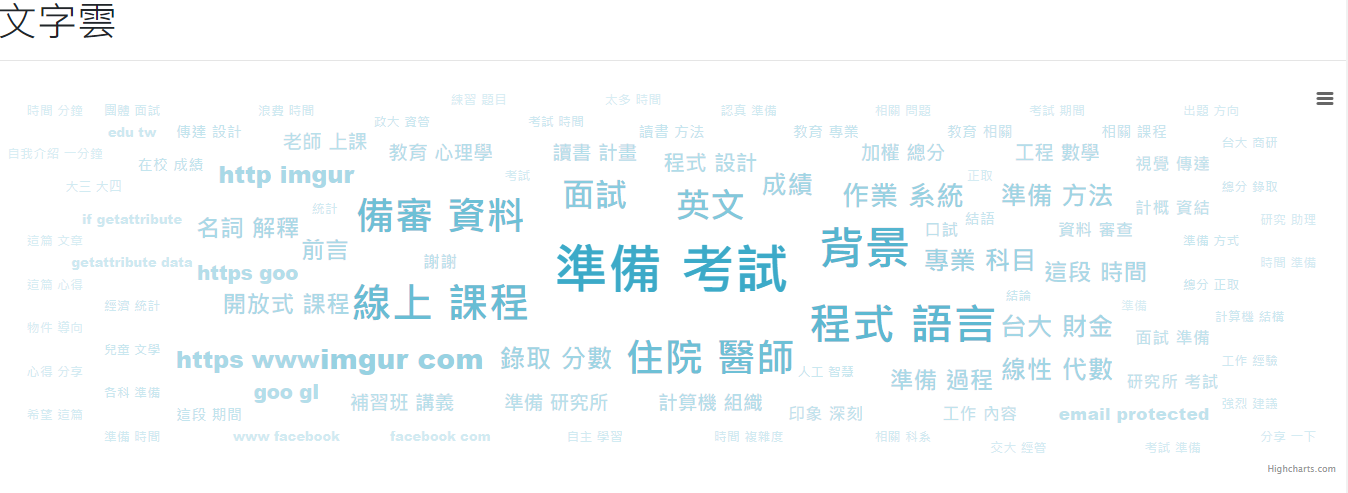 文字雲
練習 題目
太多 時間
時間 分鐘
團體 面試
浪費 時間
認真 準備
相關 問題
考試 期間
出題 方向
政大 資管
考試 時間
edu tw
傳達 設計
讀書 方法
教育 專業
教育 相關
相關 課程
老師 上課
台大 商研
自我介紹 一分鐘
教育 心理學
讀書 計畫
加權 總分
工程 數學
在校 成績
程式 設計
視覺 傳達
http imgur
考試
正取
大三 大四
面試
成績
總分 錄取
英文
作業 系統
準備 方法
統計
計概 資結
if getattribute
備審 資料
結語
研究 助理
名詞 解釋
口試
資料 審查
這篇 文章
前言
背景
準備 方式
getattribute data
謝謝
專業 科目
時間 準備
https goo
準備 考試
這段 時間
這篇 心得
總分 正取
經濟 統計
開放式 課程
線上 課程
結論
準備
計算機 結構
物件 導向
程式 語言
台大 財金
面試 準備
兒童 文學
https www
imgur com
錄取 分數
住院 醫師
工作 經驗
心得 分享
人工 智慧
線性 代數
準備 過程
研究所 考試
各科 準備
goo gl
補習班 講義
準備 研究所
計算機 組織
強烈 建議
希望 這篇
這段 期間
印象 深刻
工作 內容
email protected
準備 時間
www facebook
facebook com
自主 學習
時間 複雜度
相關 科系
分享 一下
交大 經管
考試 準備
Highcharts.com